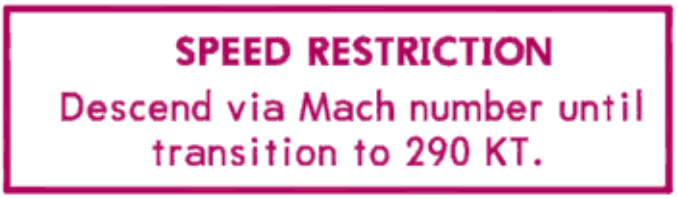 SPEED RESTRICTION
Descend via Mach number until
transition to 290 KT.